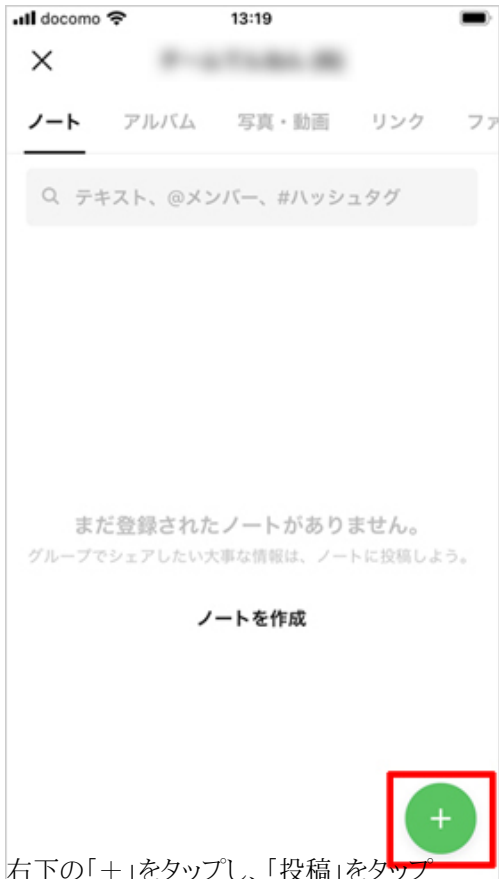 docomo 13:19
×
ノート アルバム 写真・動画 リンク ファ
テキスト、@メンバー、#ハッシュタグ
まだ登録されたノートがありません。
グループでシェアしたい大事な情報は、ノートに投稿しよう。
ノートを作成
+
右下の「+」をタップし、「投稿」をタップ